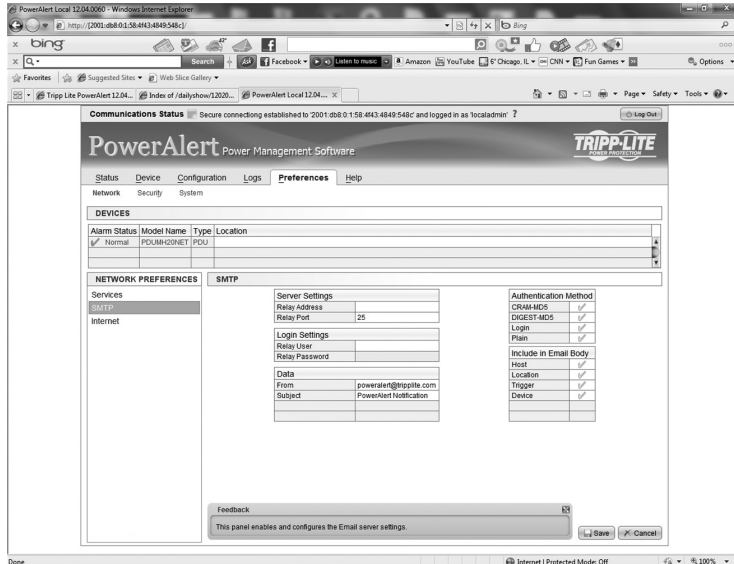 PowerAlert Local 12.04.0060 - Windows Internet Explorer
http://[2001:db8:0:1:58:4f43:4849:548c]/
Bing
bing
Search
Ask
Facebook
Listen to music
Amazon
YouTube
6° Chicago, IL
CNN
Fun Games
Options
Favorites
Suggested Sites
Web Slice Gallery
Tripp Lite PowerAlert 12.04...
Index of /dailyshow/12020...
PowerAlert Local 12.04.... X
Page
Safety
Tools
Communications Status
Secure connectiong established to '2001:db8:0:1:58:4f43:4849:548c' and logged in as 'localadmin' ?
Log Out
PowerAlert Power Management Software
TRIPP-LITE
POWER PROTECTION
Status Device Configuration Logs Preferences Help
Network Security System
DEVICES
Alarm Status Model Name Type Location
Normal PDUMH20NET PDU
NETWORK PREFERENCES
Services
SMTP
Internet
SMTP
Server Settings
Relay Address
Relay Port 25
Login Settings
Relay User
Relay Password
Data
From poweralert@tripplite.com
Subject PowerAlert Notification
Authentication Method
CRAM-MD5
DIGEST-MD5
Login
Plain
Include in Email Body
Host
Location
Trigger
Device
Feedback
This panel enables and configures the Email server settings.
Save
Cancel
Done
Internet | Protected Mode: Off
100%